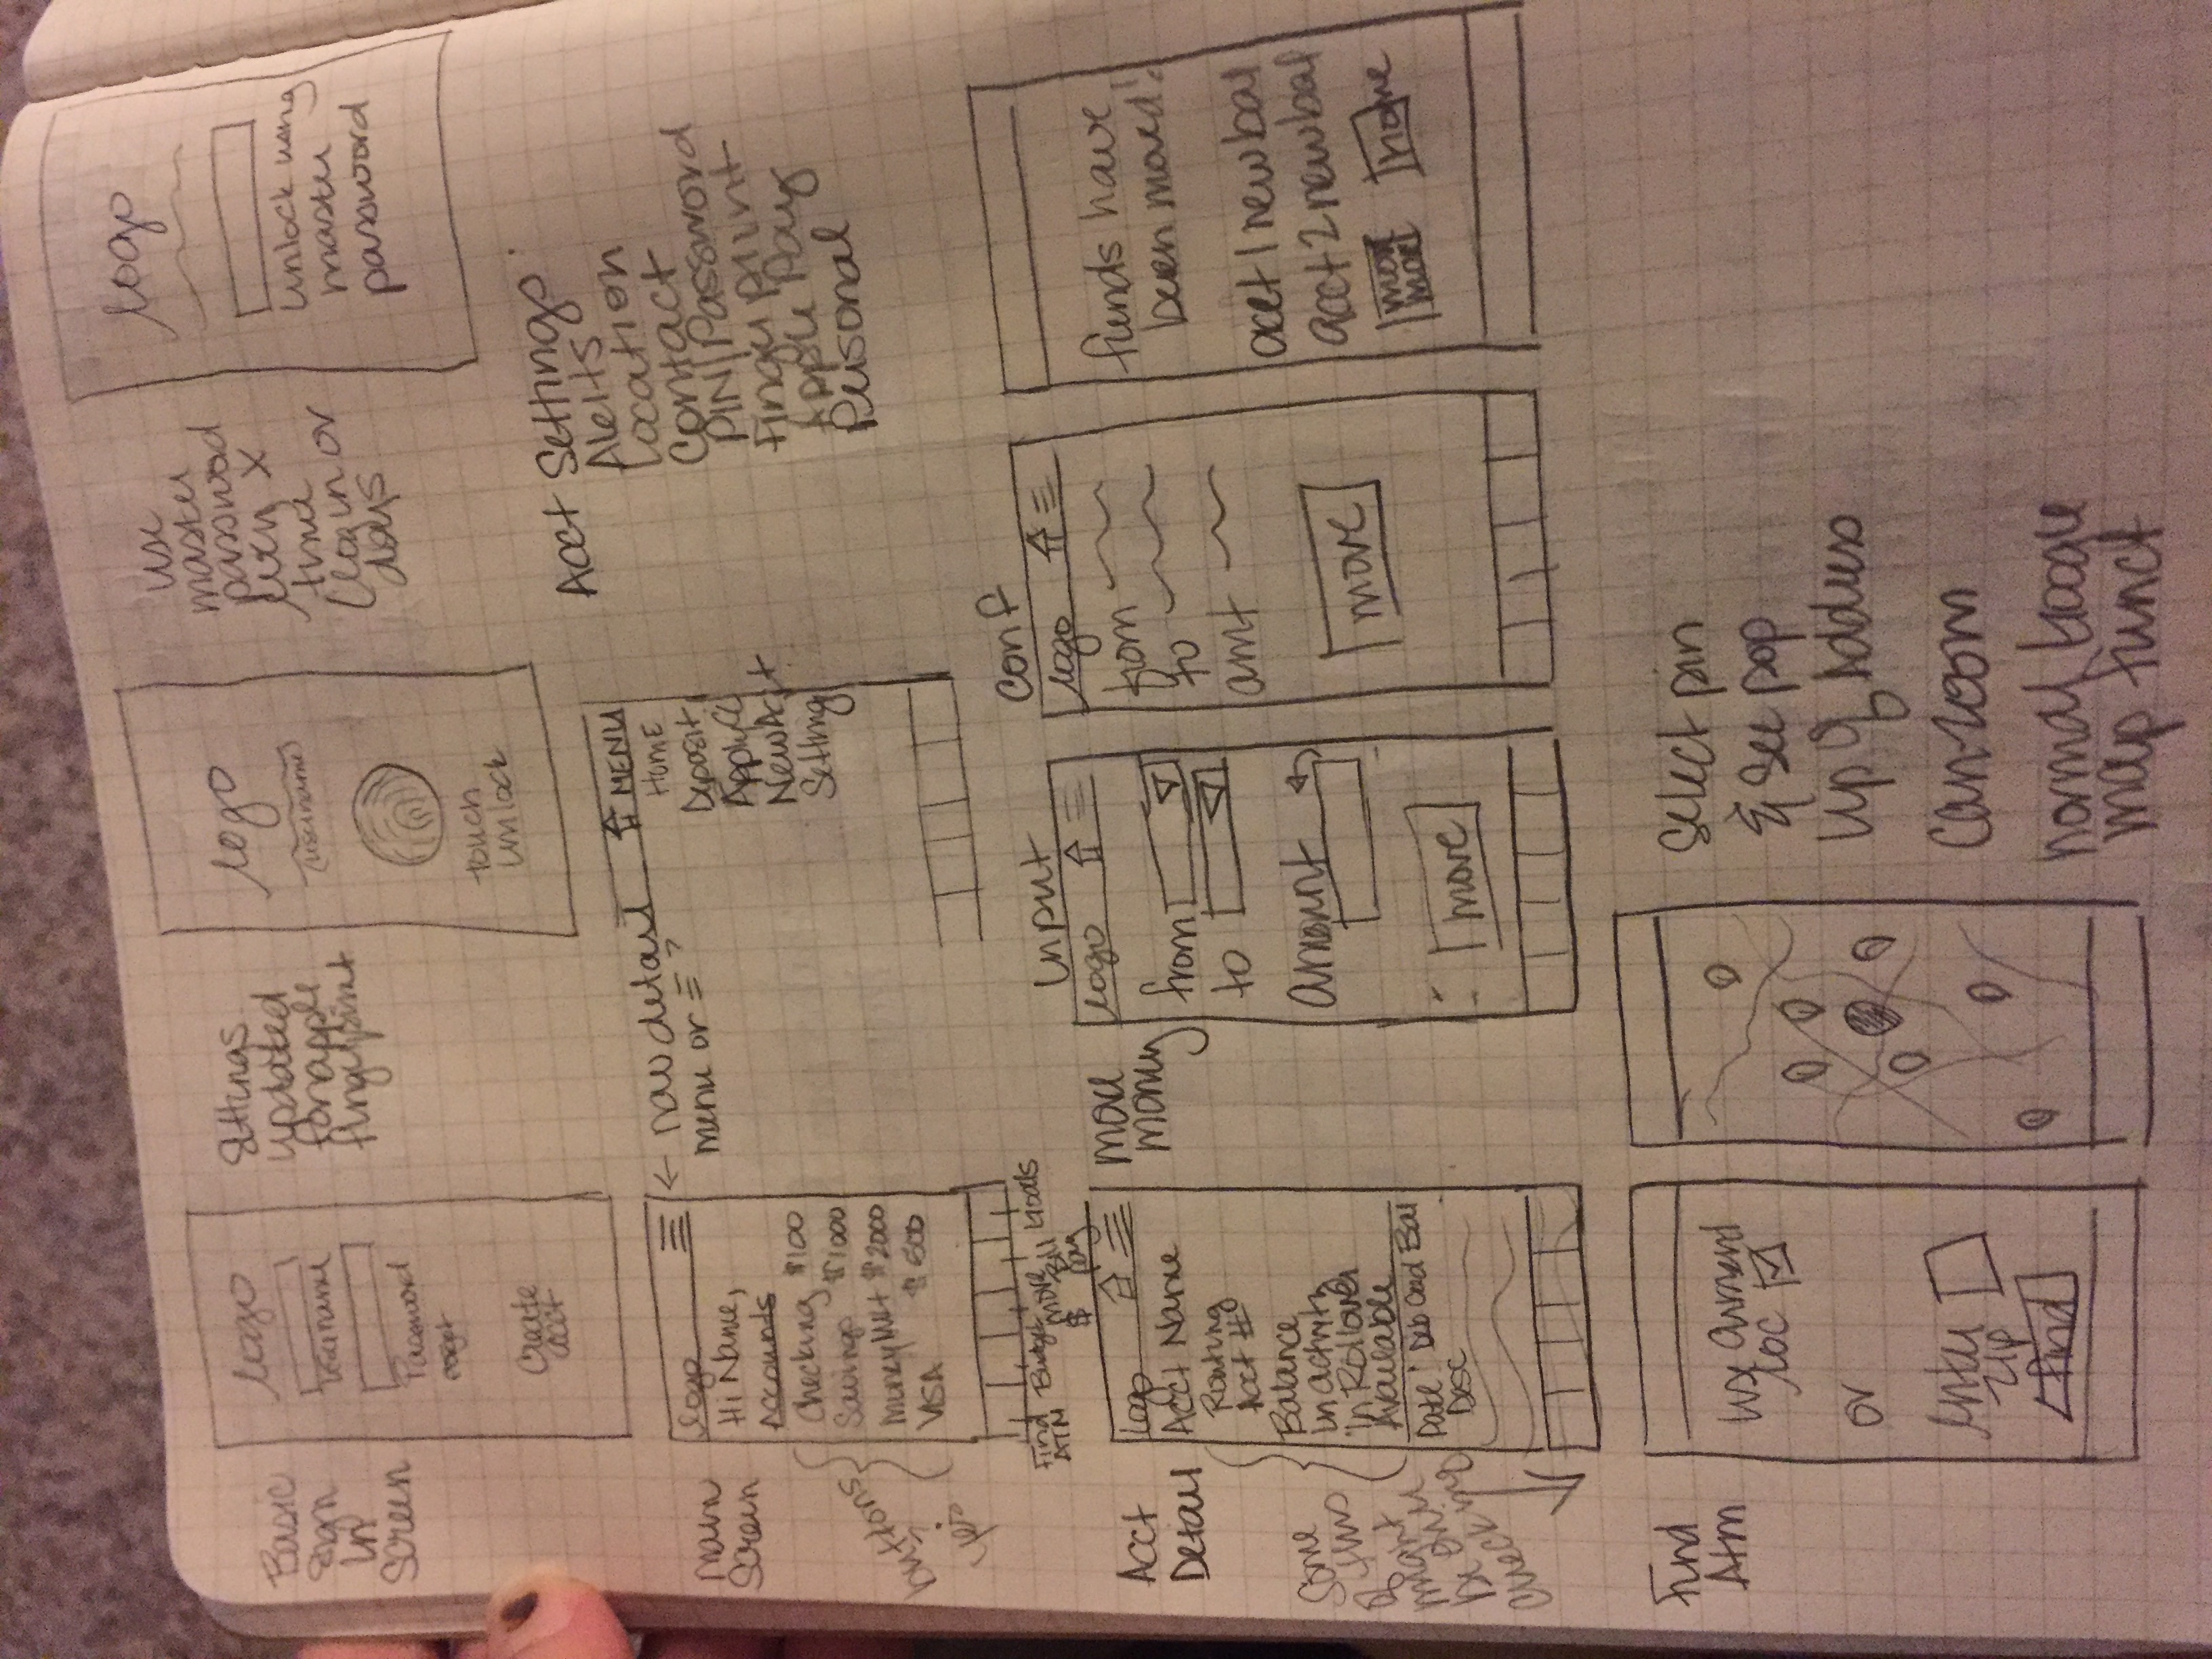 Basic
Sign
In
Screen
logo
username
Password
forgot
Create
acct
Settings
updated
for apple
fingerprint
logo
(username)
touch
unlock
use
master
password
every X
time
(login or
days
logo
unlock using
master
password
Main
Screen
buttons?
yes
logo
Hi Name,
Accounts
Checking $100
Savings $1000
MoneyMkt $2000
VISA $500
Find
ATM
Budget
move
$
Bill
pay
Goals
← nav detail
menu or ≡ ?
MENU
Home
Deposit
Apply CC
New Acct
Setting
Acct Settings
Alerts
Location
Contact
PIN/Password
Fingerprint
Apple Pay
Personal
Acct
Detail
Some
of this
might
be only
checking
logo
Acct Name
Routing
Acct #
Balance
in activity
in Rollover
Available
Date Deb Cred Bal
Desc
move
money
input
logo
from
to
amount
move
Conf
logo
from
to
amt
move
funds have
been moved!
acct 1 new bal
acct 2 new bal
home
Find
Atm
use current
loc
or
enter
zip
find
Select pin
& see pop
up of Address
Can zoom
normal Google
map funct